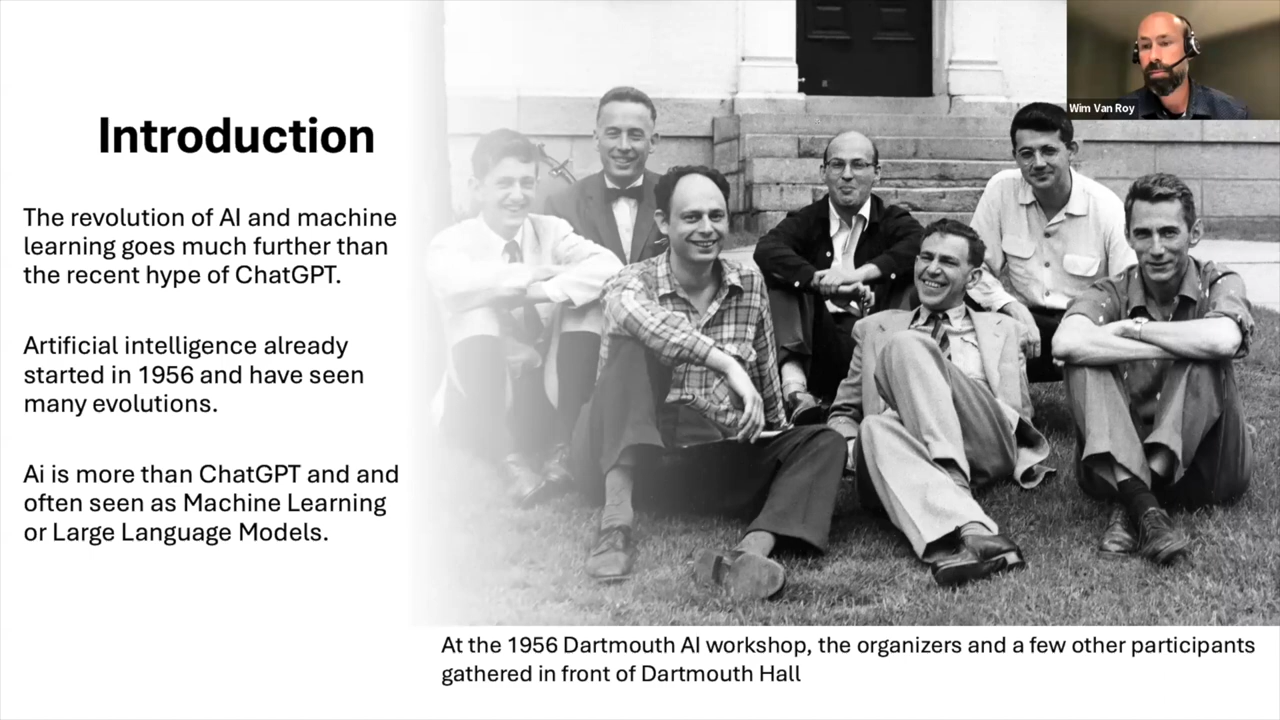 Introduction
The revolution of AI and machine
learning goes much further than
the recent hype of ChatGPT.
Artificial intelligence already
started in 1956 and have seen
many evolutions.
Ai is more than ChatGPT and and
often seen as Machine Learning
or Large Language Models.
Wim Van Roy
At the 1956 Dartmouth AI workshop, the organizers and a few other participants
gathered in front of Dartmouth Hall